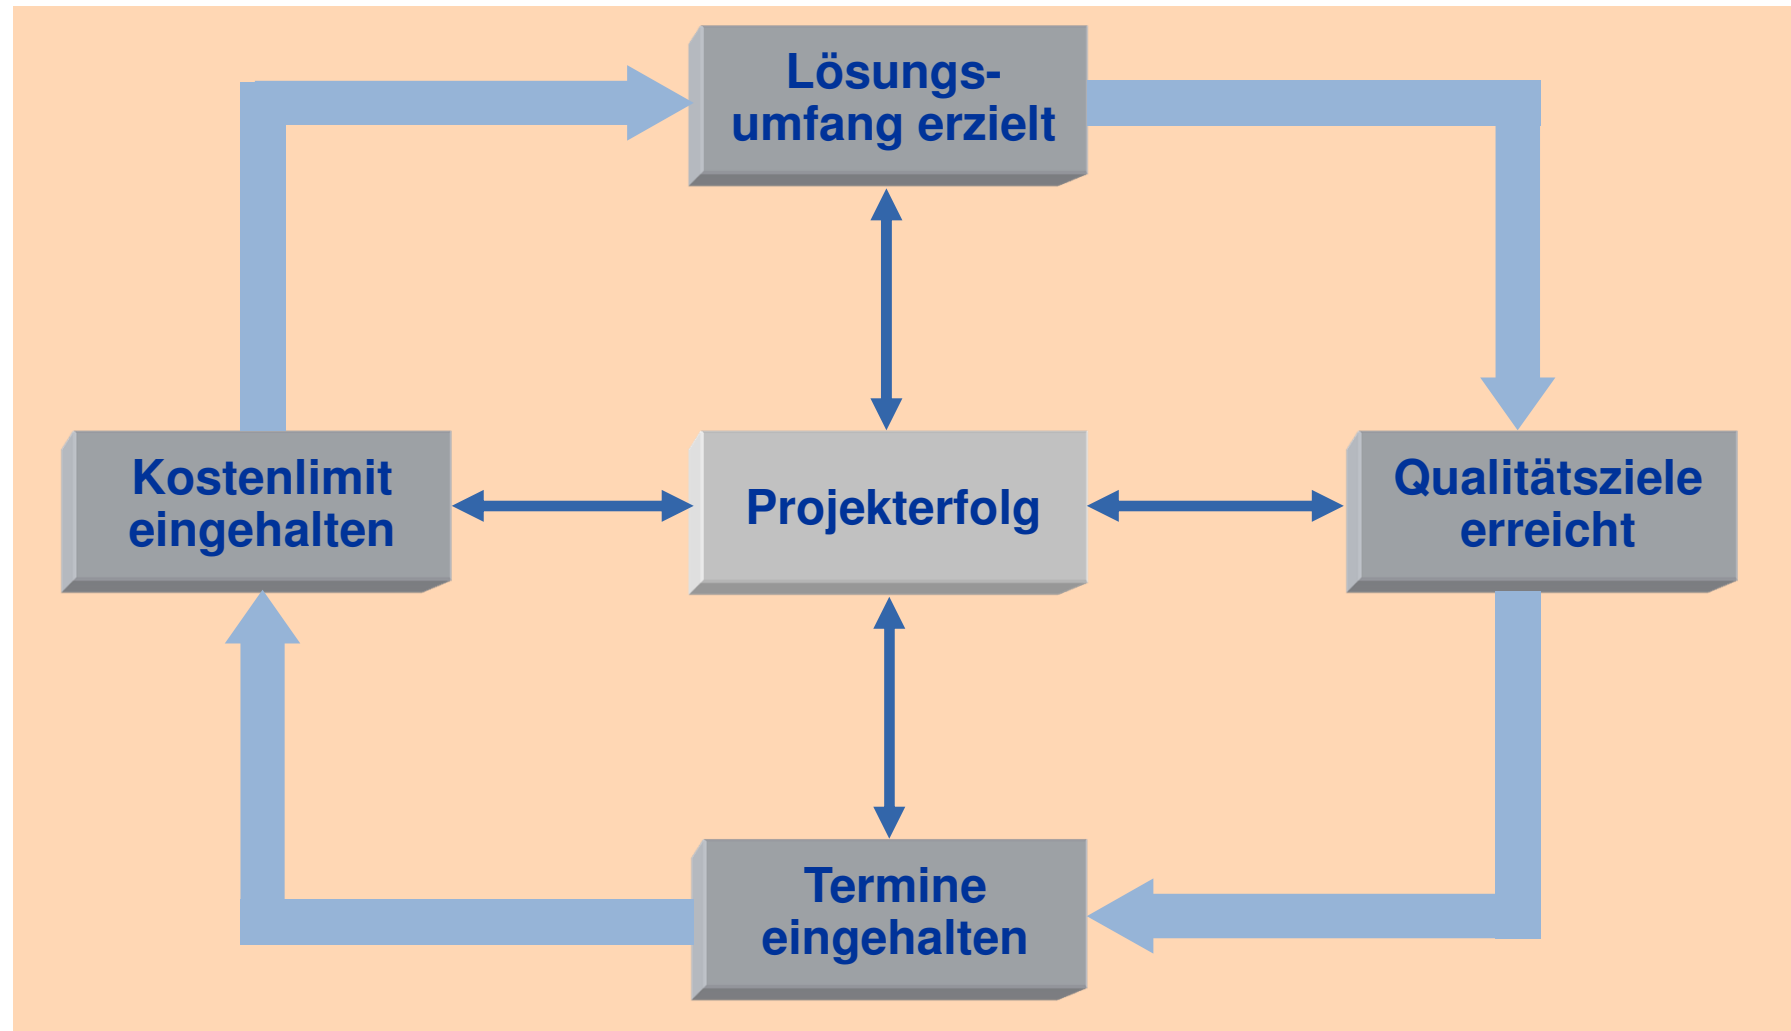 Lösungs-
umfang erzielt
Kostenlimit
eingehalten
Projekterfolg
Qualitätsziele
erreicht
Termine
eingehalten